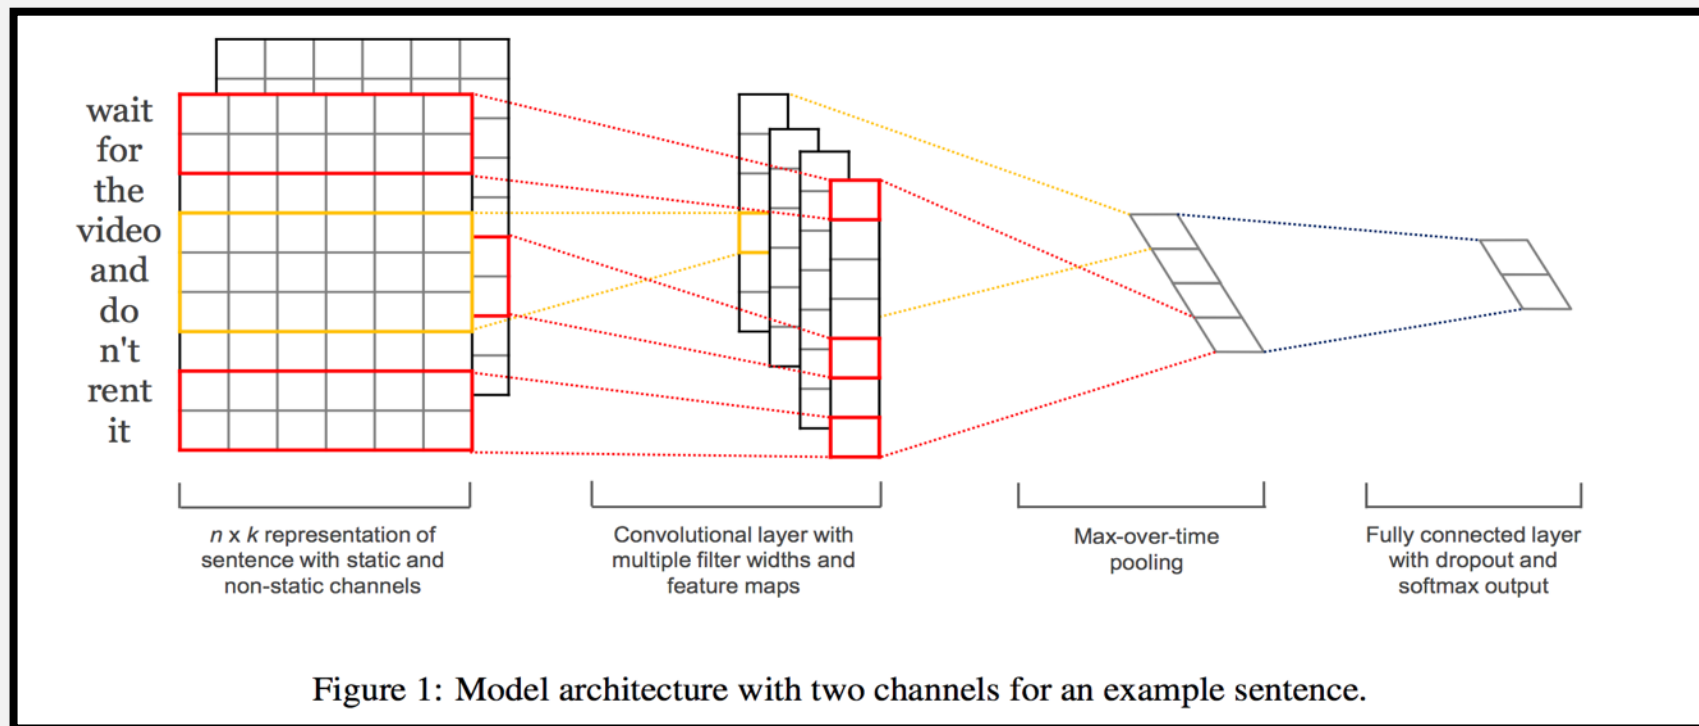 wait
for
the
video
and
do
n't
rent
it
n x k representation of
sentence with static and
non-static channels
Convolutional layer with
multiple filter widths and
feature maps
Max-over-time
pooling
Fully connected layer
with dropout and
softmax output
Figure 1: Model architecture with two channels for an example sentence.